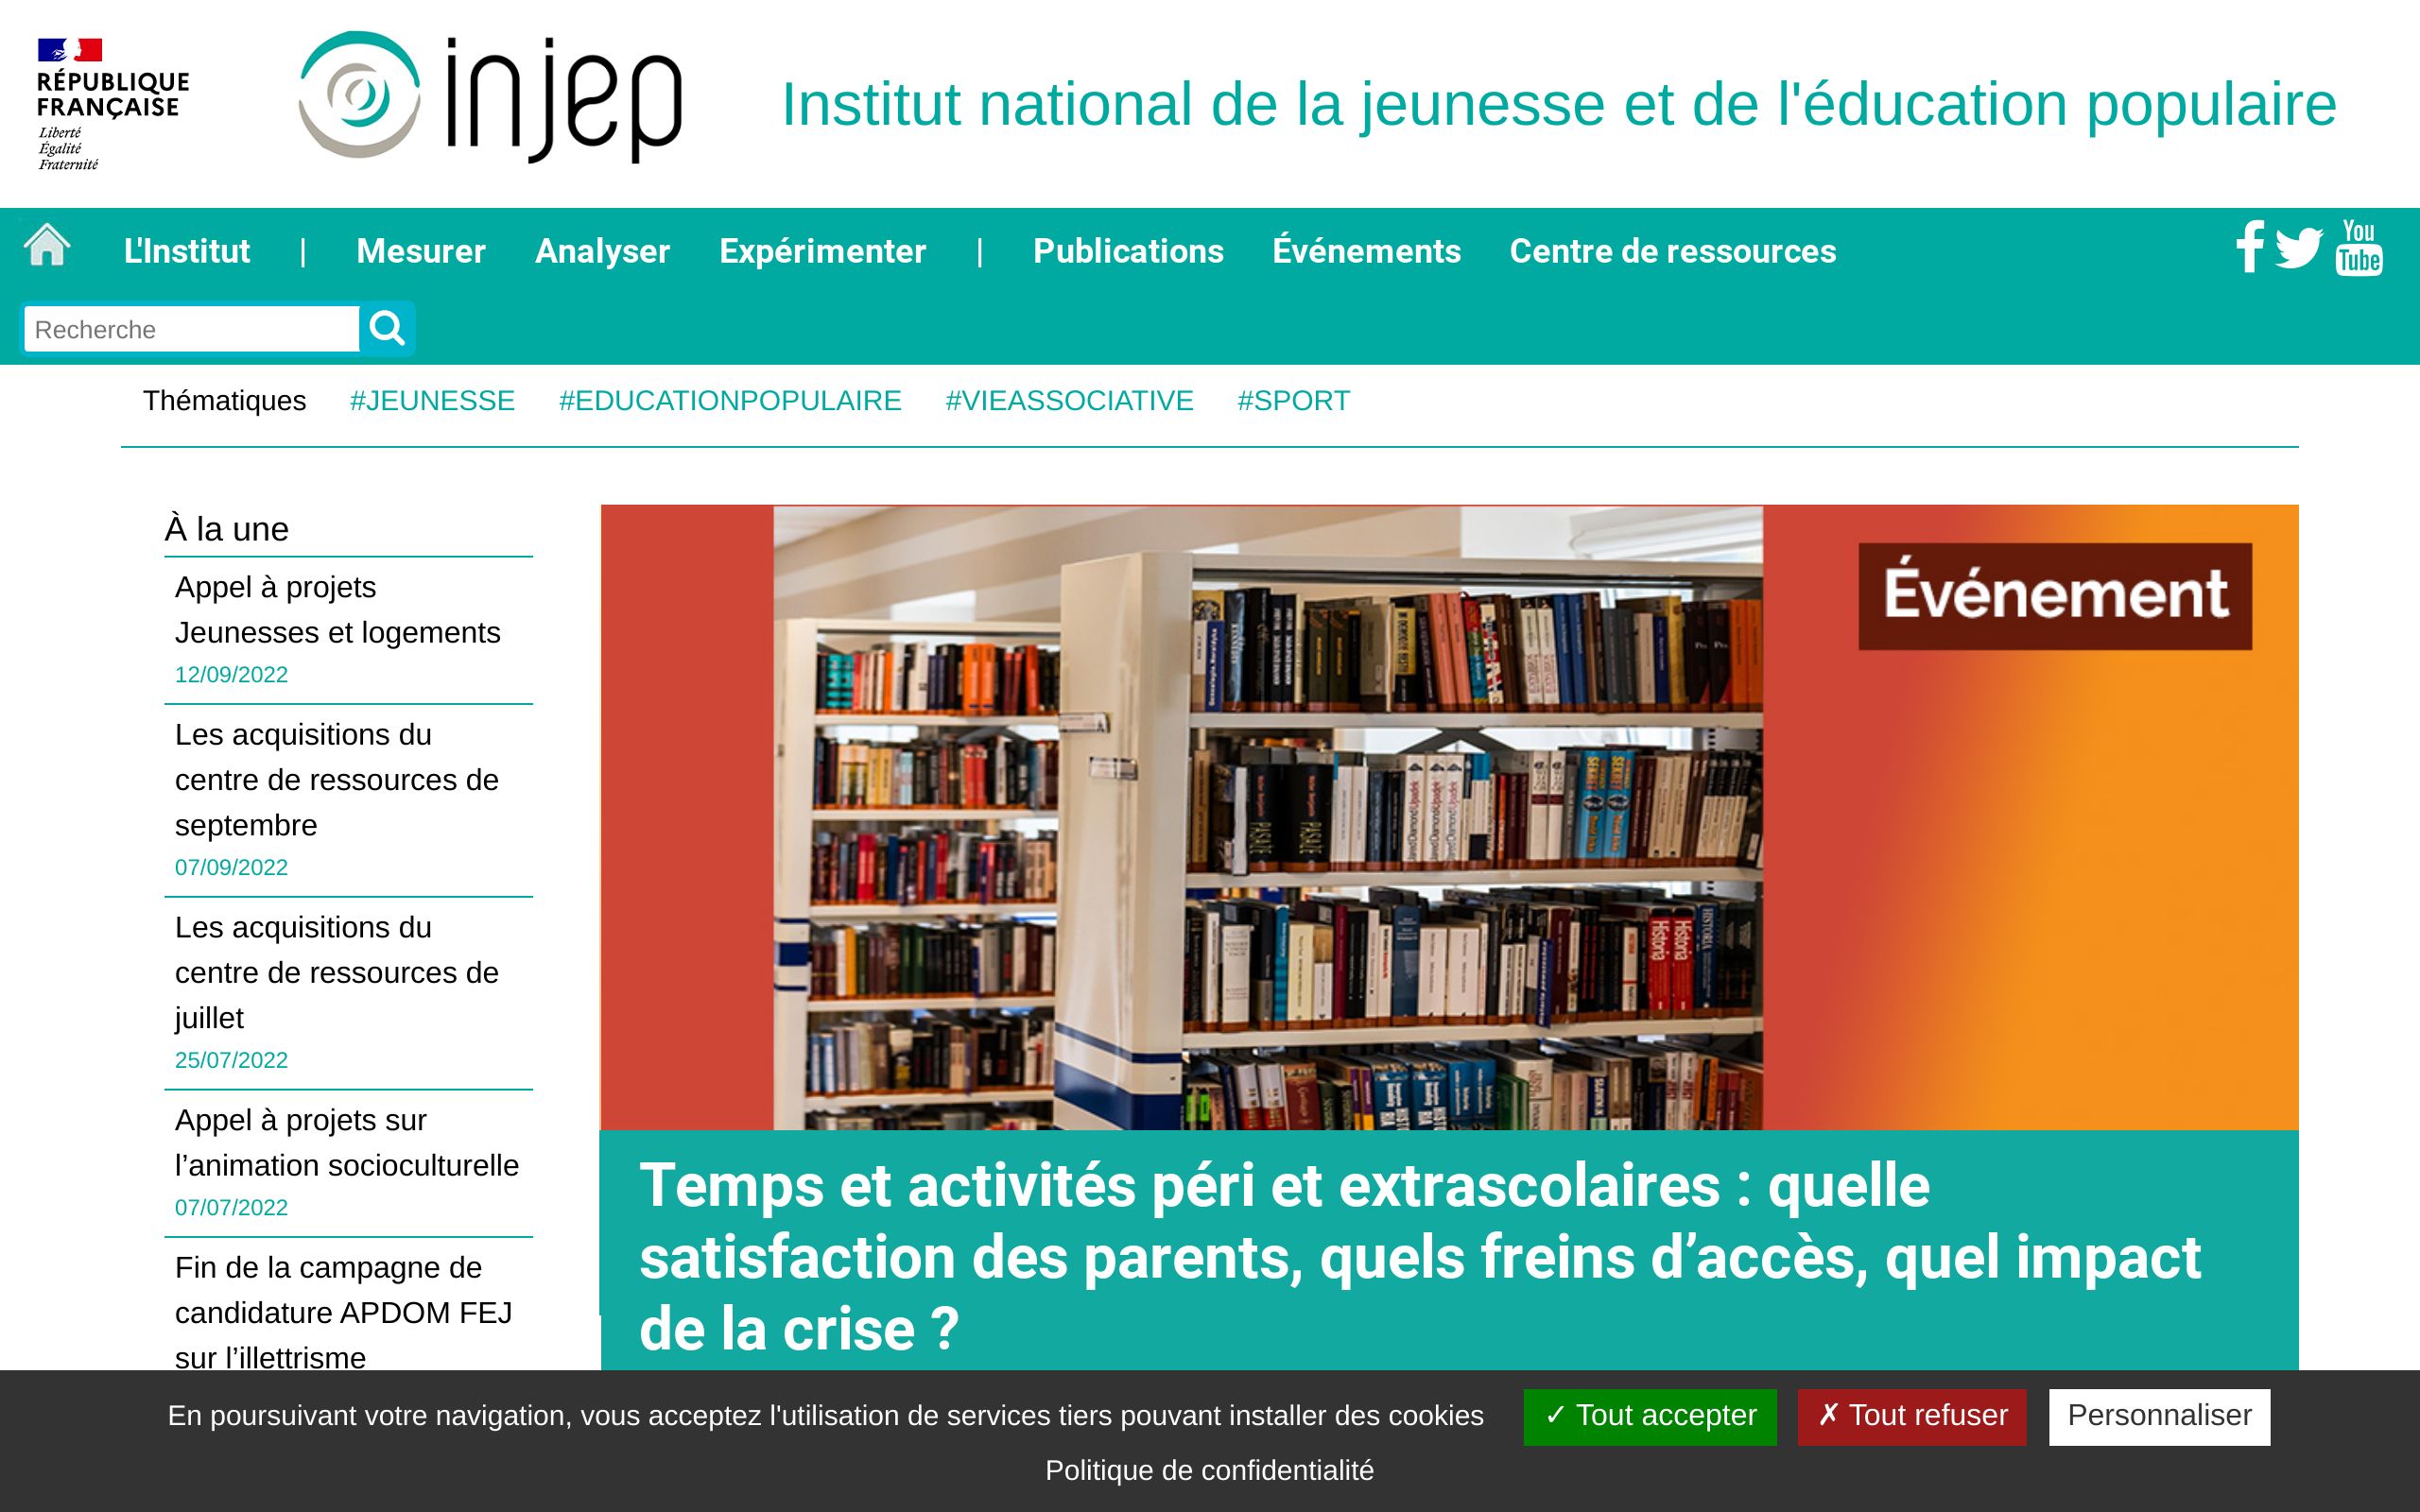 RÉPUBLIQUE
FRANÇAISE
Liberté
Égalité
Fraternité
injep
Institut national de la jeunesse et de l'éducation populaire
L'Institut | Mesurer Analyser Expérimenter | Publications Événements Centre de ressources
You
Tube
Recherche
Thématiques #JEUNESSE #EDUCATIONPOPULAIRE #VIEASSOCIATIVE #SPORT
À la une
Appel à projets
Jeunesses et logements
12/09/2022
Les acquisitions du
centre de ressources de
septembre
07/09/2022
Les acquisitions du
centre de ressources de
juillet
25/07/2022
Appel à projets sur
l’animation socioculturelle
07/07/2022
Fin de la campagne de
candidature APDOM FEJ
sur l’illettrisme
Événement
Temps et activités péri et extrascolaires : quelle
satisfaction des parents, quels freins d’accès, quel impact
de la crise ?
En poursuivant votre navigation, vous acceptez l'utilisation de services tiers pouvant installer des cookies
✓ Tout accepter
✗ Tout refuser
Personnaliser
Politique de confidentialité